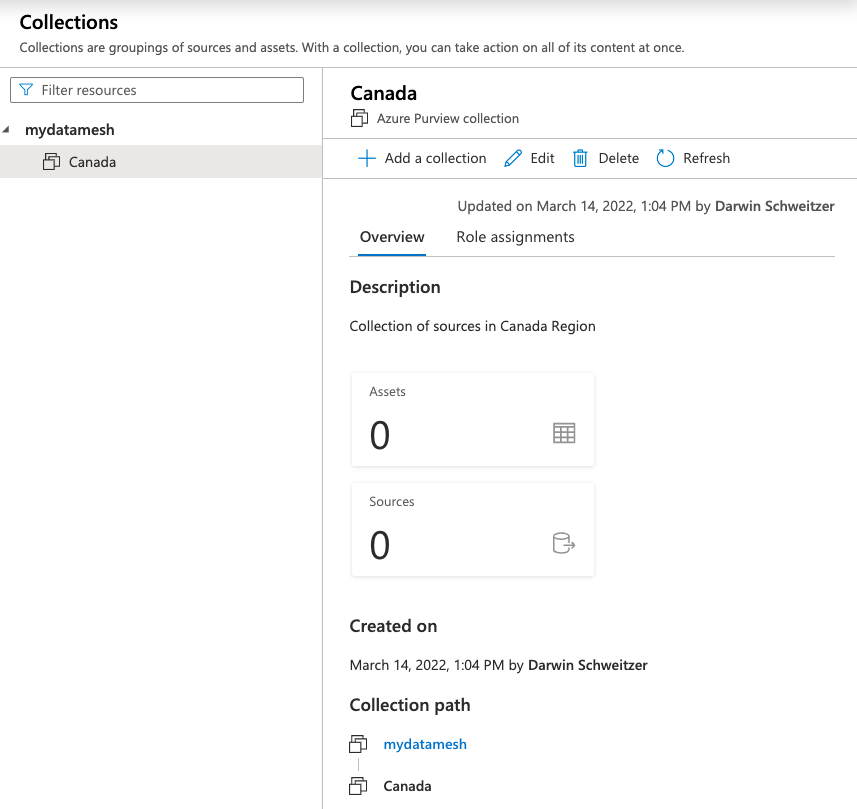 Collections
Collections are groupings of sources and assets. With a collection, you can take action on all of its content at once.
Filter resources
mydatamesh
Canada
Canada
Azure Purview collection
Add a collection
Edit
Delete
Refresh
Updated on March 14, 2022, 1:04 PM by Darwin Schweitzer
Overview
Role assignments
Description
Collection of sources in Canada Region
Assets
0
Sources
0
Created on
March 14, 2022, 1:04 PM by Darwin Schweitzer
Collection path
mydatamesh
Canada